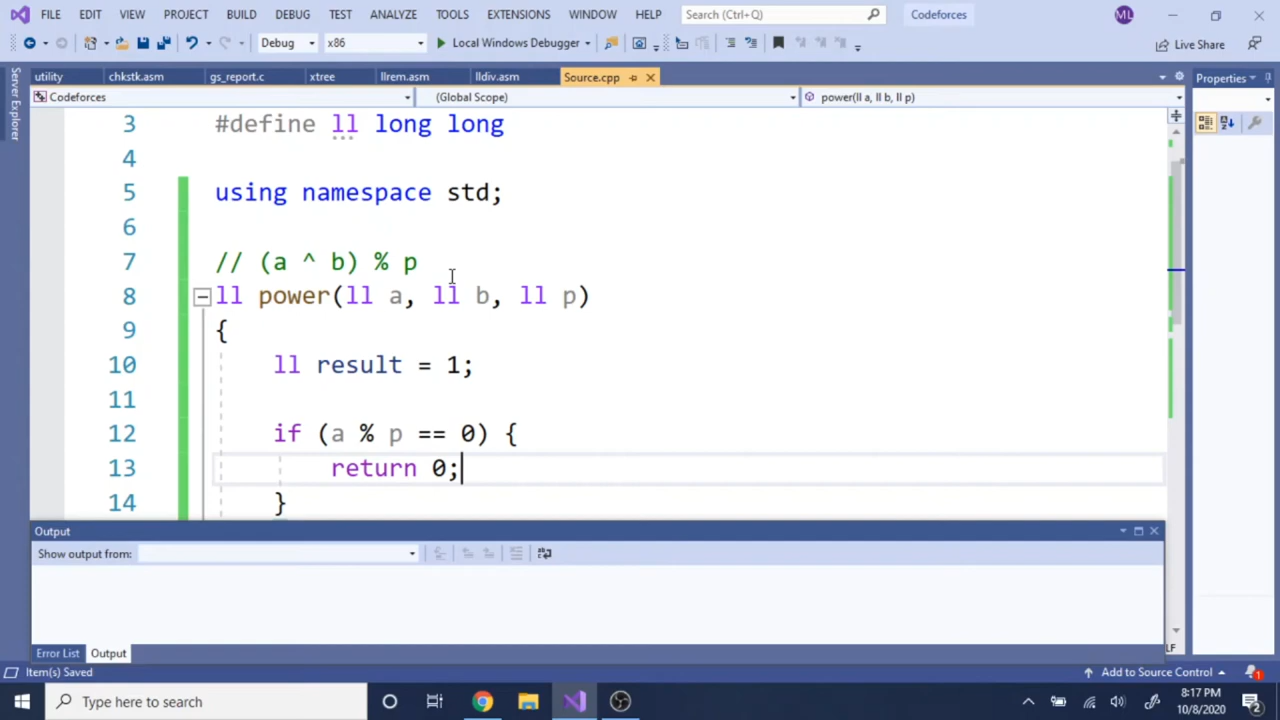 FILE EDIT VIEW PROJECT BUILD DEBUG TEST ANALYZE TOOLS EXTENSIONS WINDOW HELP Search (Ctrl+Q) Codeforces ML
Debug x86 Local Windows Debugger Live Share
Server Explorer
utility chkstk.asm gs_report.c xtree llrem.asm lldiv.asm Source.cpp Properties
Codeforces (Global Scope) power(ll a, ll b, ll p)
3 #define ll long long
4
5 using namespace std;
6
7 // (a ^ b) % p
8 ll power(ll a, ll b, ll p)
9 {
10 ll result = 1;
11
12 if (a % p == 0) {
13 return 0;
14 }
Output
Show output from:
LF
Error List Output
Item(s) Saved Add to Source Control 1
Type here to search 8:17 PM
10/8/2020 2